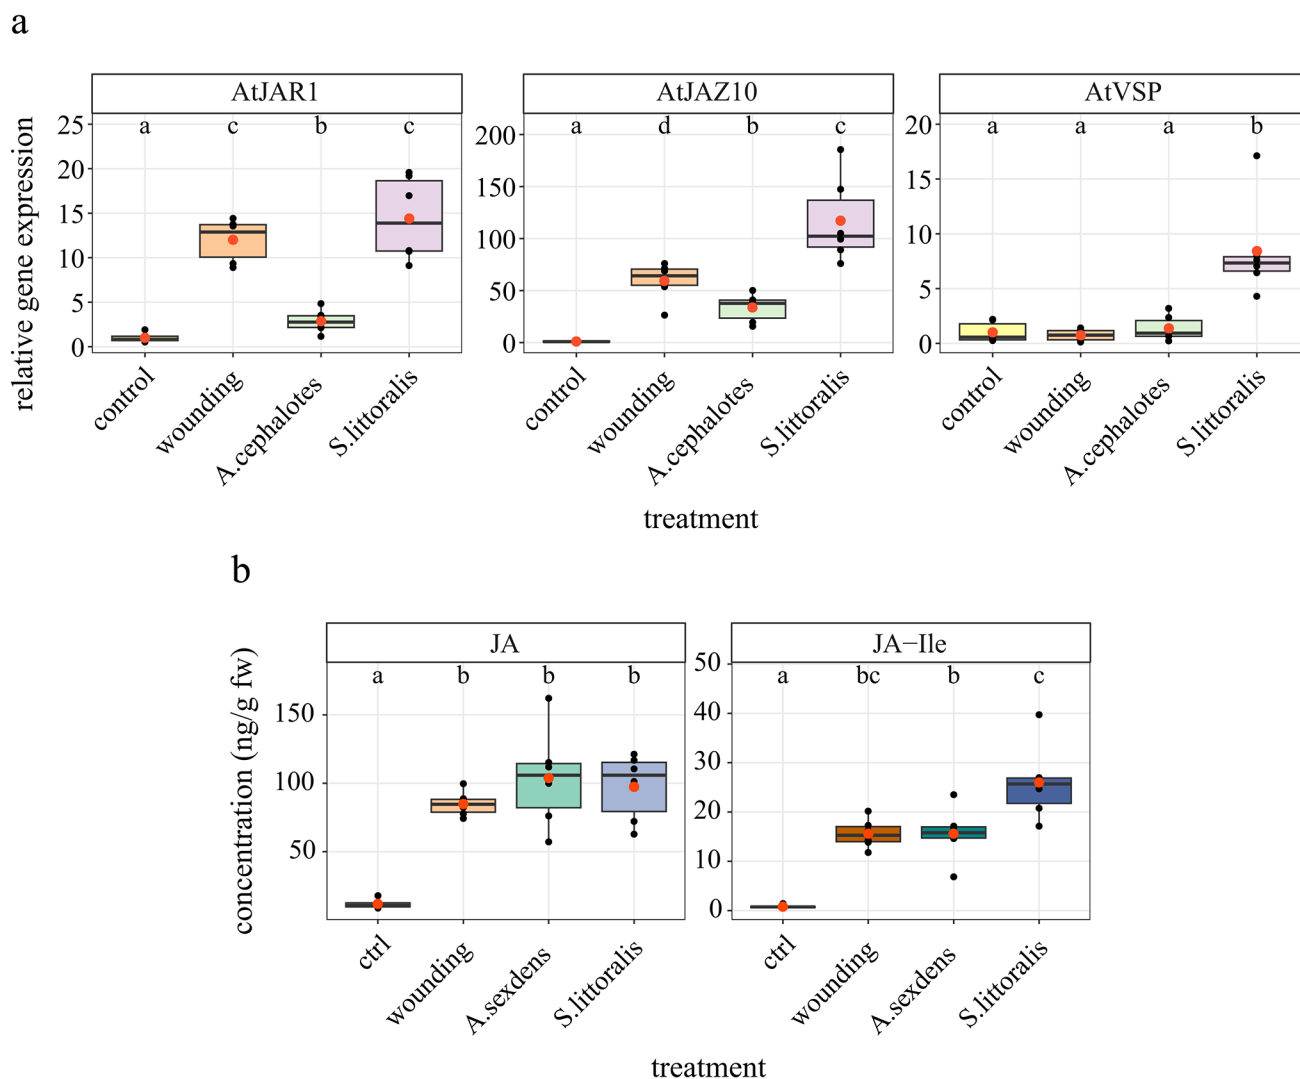 a
AtJAR1 AtJAZ10 AtVSP
relative gene expression
25 20 15 10 5 0
a c b c
200 150 100 50 0
a d b c
20 15 10 5 0
a a a b
control wounding A.cephalotes S.littoralis
control wounding A.cephalotes S.littoralis
control wounding A.cephalotes S.littoralis
treatment
b
JA JA−Ile
concentration (ng/g fw)
150 100 50
a b b b
50 40 30 20 10 0
a bc b c
ctrl wounding A.sexdens S.littoralis
ctrl wounding A.sexdens S.littoralis
treatment